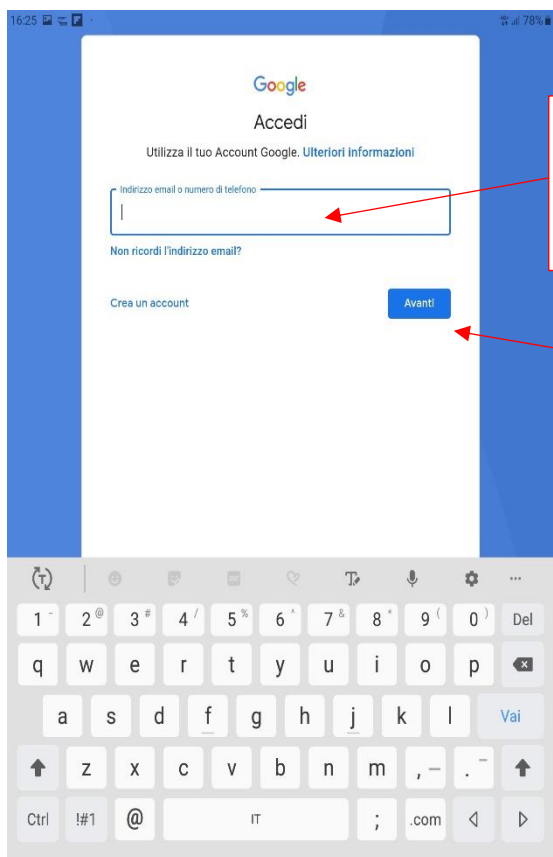 16:25 78%
Google
Accedi
Utilizza il tuo Account Google. Ulteriori informazioni
Indirizzo email o numero di telefono
Non ricordi l'indirizzo email?
Crea un account Avanti
T GIF T ...
1 - 2 @ 3 # 4 / 5 % 6 ^ 7 & 8 * 9 ( 0 ) Del
q w e r t y u i o p
a s d f g h j k l Vai
z x c v b n m , — . -
Ctrl !#1 @ IT ; .com